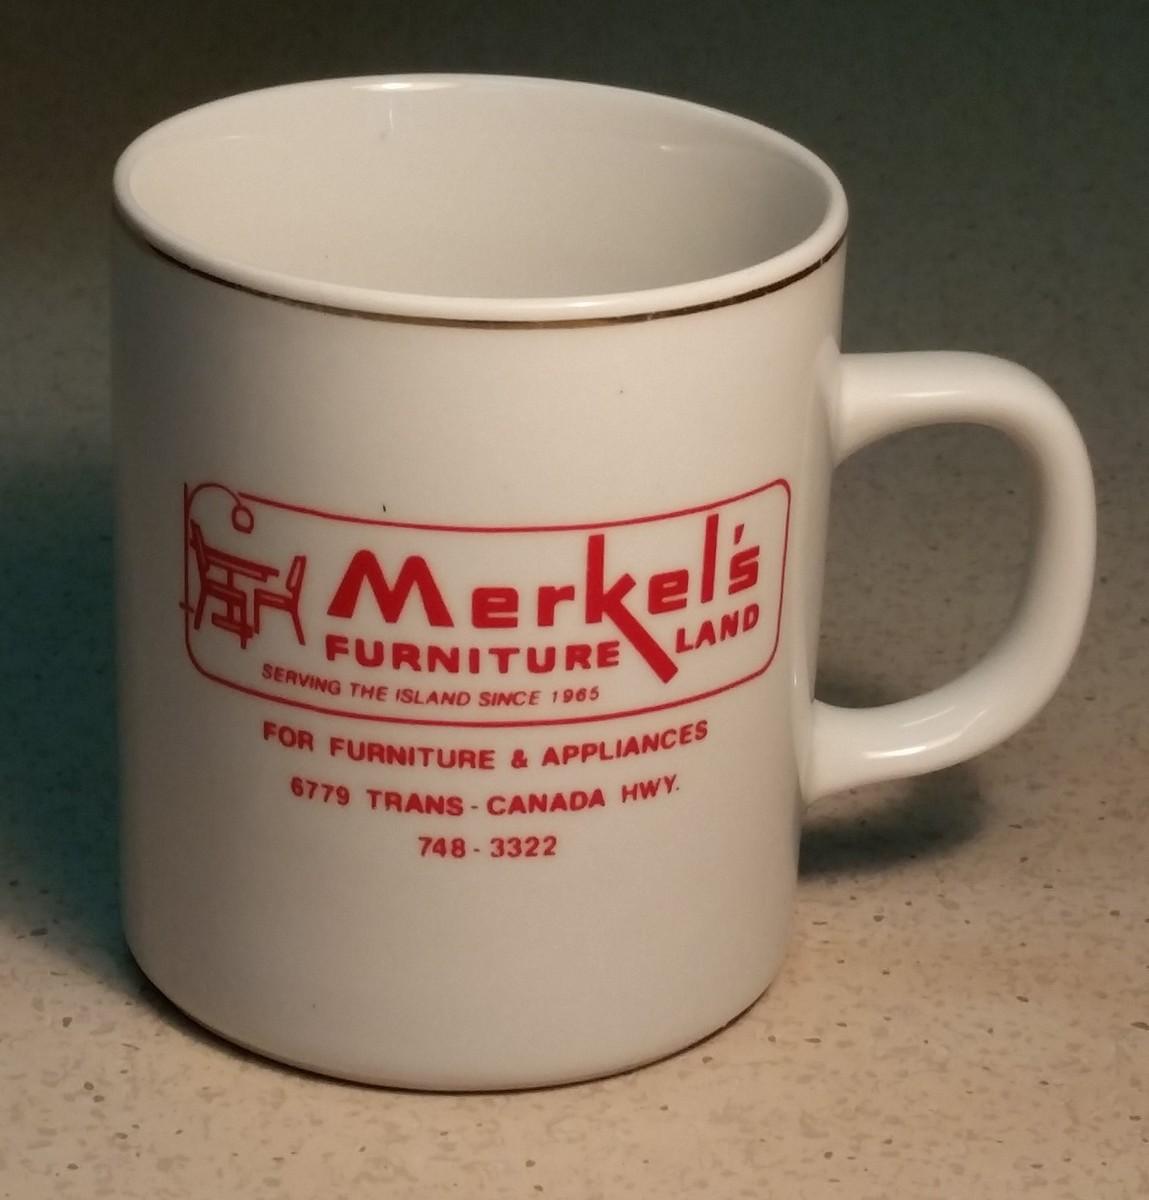 Merkel's
FURNITURE LAND
SERVING THE ISLAND SINCE 1965
FOR FURNITURE & APPLIANCES
6779 TRANS-CANADA HWY.
748-3322